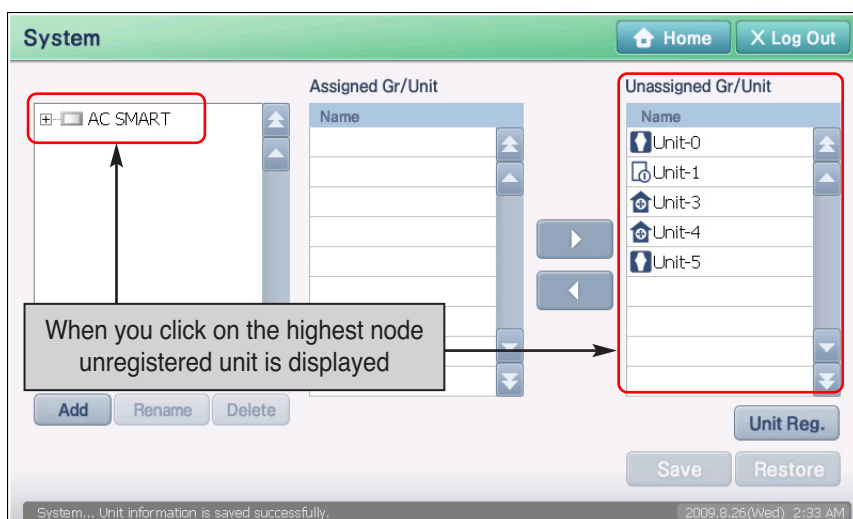 System
Home
X Log Out
Assigned Gr/Unit
Unassigned Gr/Unit
AC SMART
Name
Name
Unit-0
Unit-1
Unit-3
Unit-4
Unit-5
When you click on the highest node
unregistered unit is displayed
Add
Rename
Delete
Unit Reg.
Save
Restore
System... Unit information is saved successfully.
2009.8.26(Wed) 2:33 AM